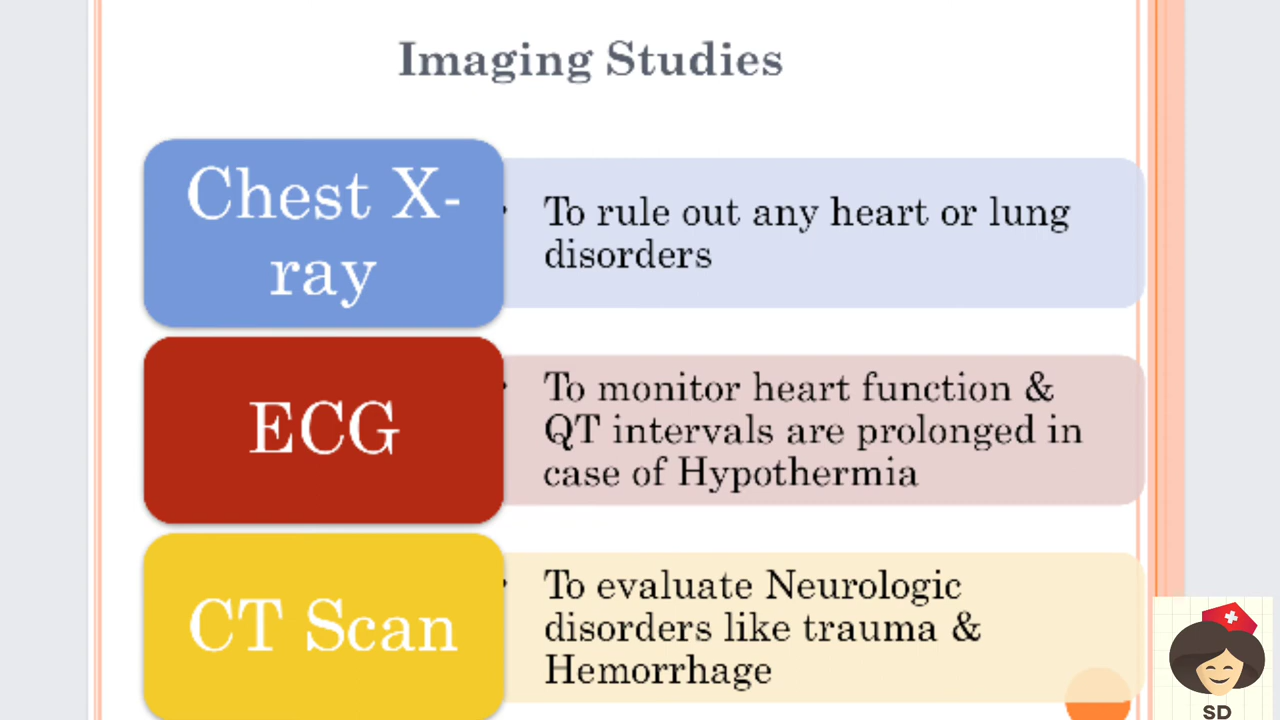 Imaging Studies
Chest X-
ray
• To rule out any heart or lung
disorders
ECG
• To monitor heart function &
QT intervals are prolonged in
case of Hypothermia
CT Scan
• To evaluate Neurologic
disorders like trauma &
Hemorrhage
SD